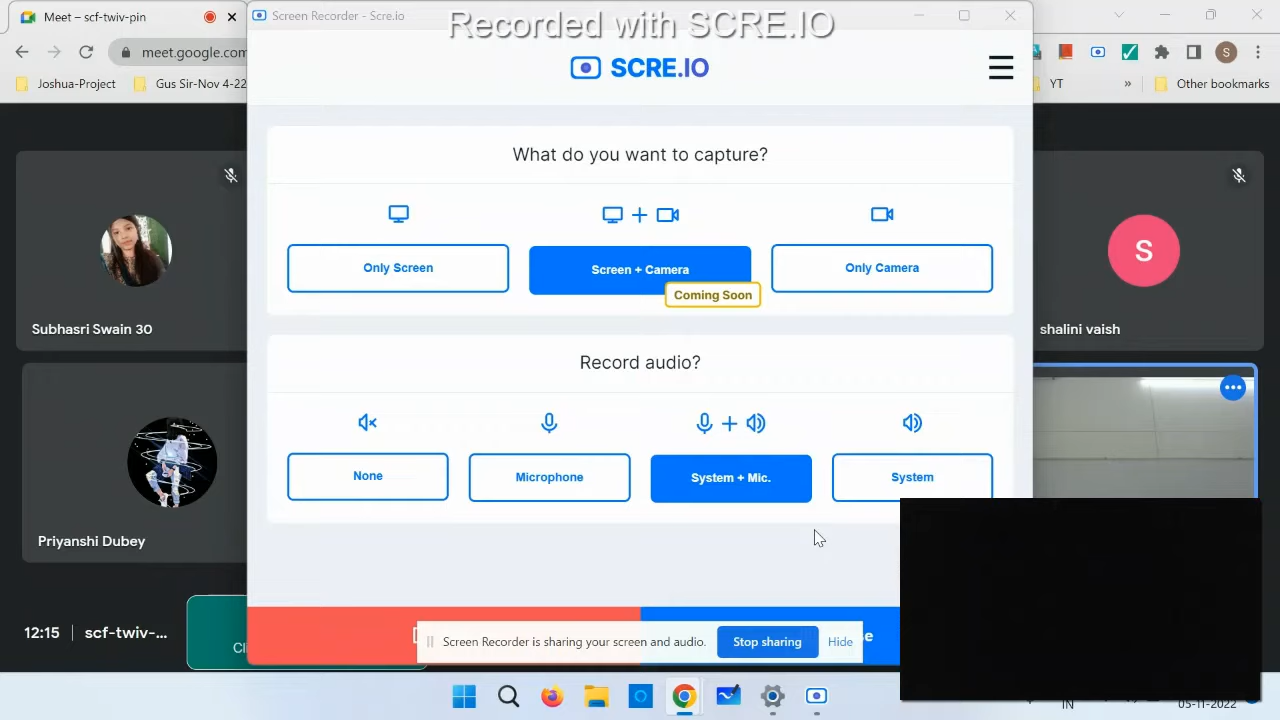 Meet – scf-twiv-pin
Screen Recorder - Scre.io
Recorded with SCRE.IO
meet.google.com
SCRE.IO
S
Joshua-Project
Gus Sir-Nov 4-22
YT
»
Other bookmarks
What do you want to capture?
Only Screen
Screen + Camera
Only Camera
Coming Soon
Subhasri Swain 30
S
shalini vaish
Record audio?
None
Microphone
System + Mic.
System
Priyanshi Dubey
12:15
scf-twiv-...
Screen Recorder is sharing your screen and audio.
Stop sharing
Hide
IN
05-11-2022